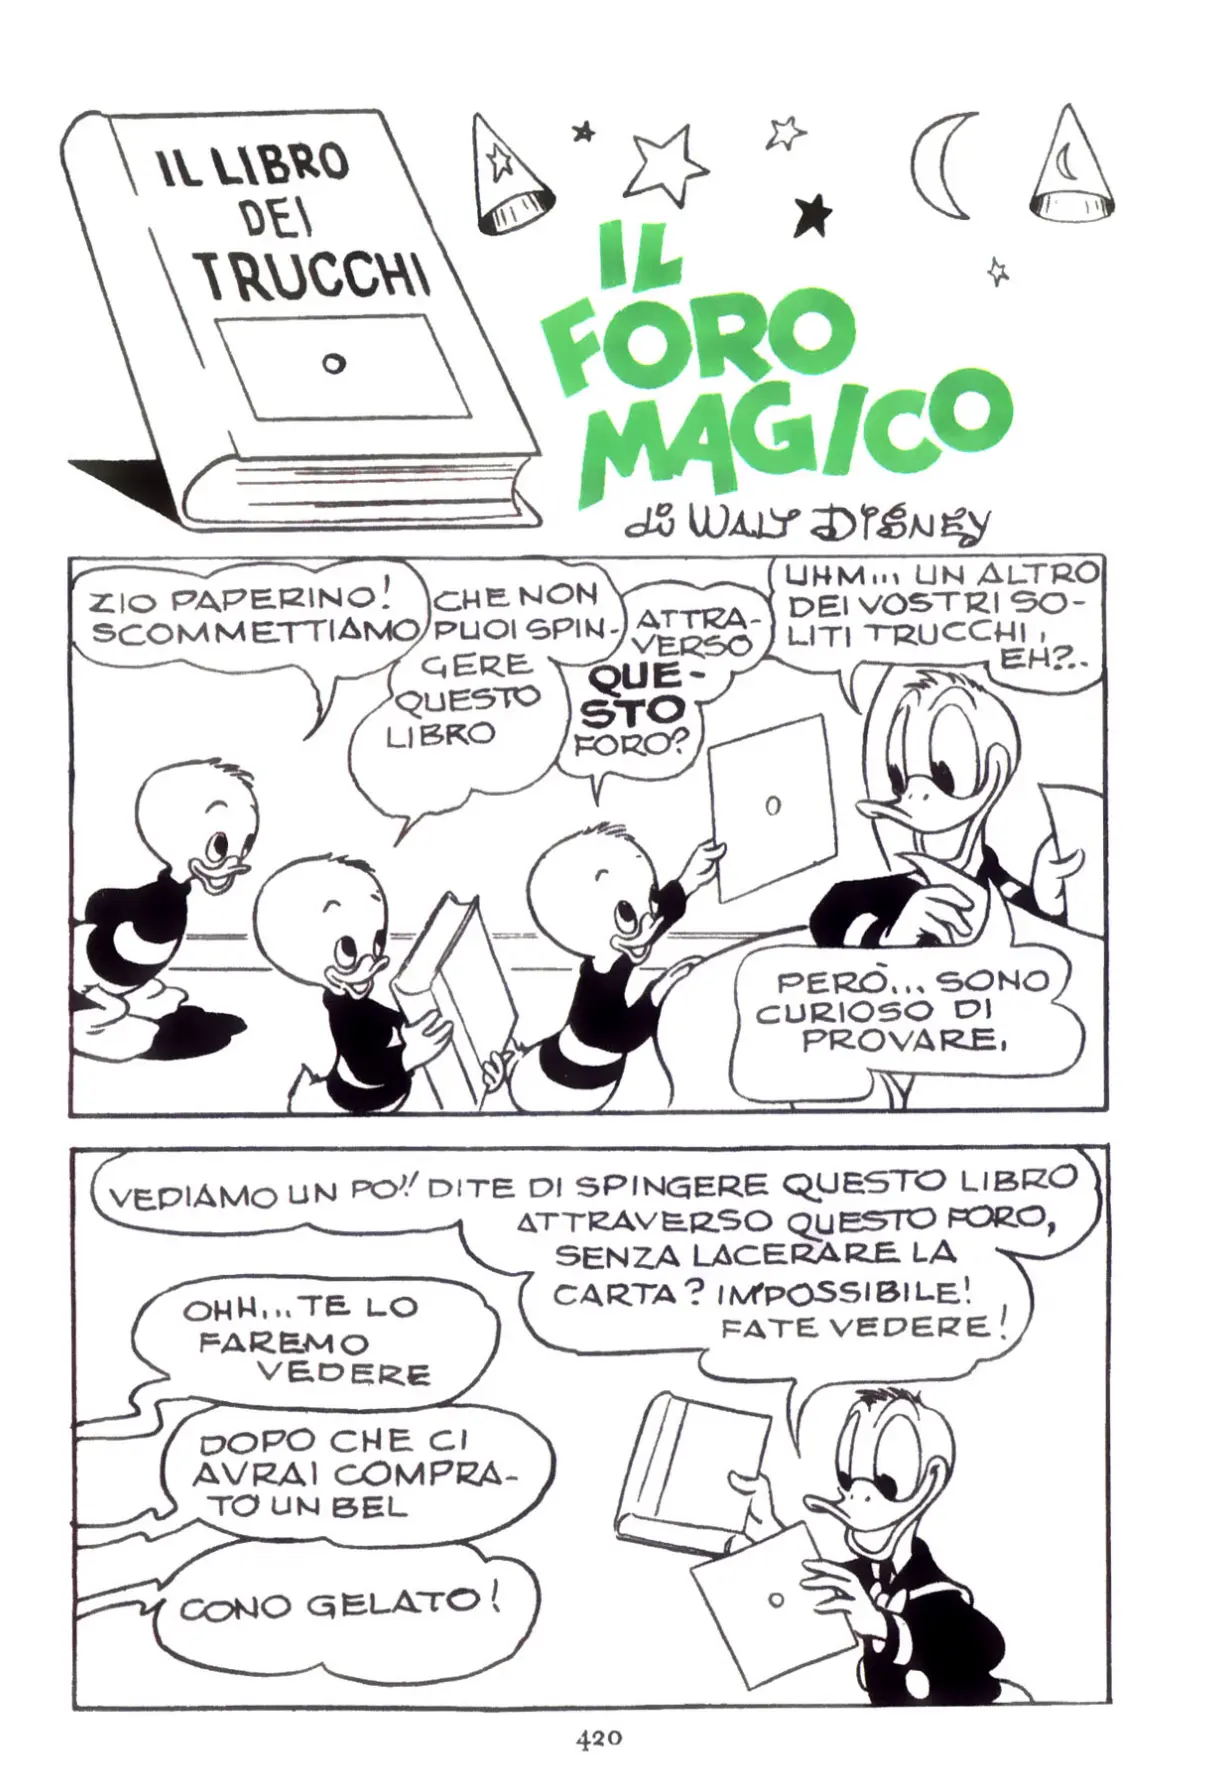 IL LIBRO
DEI
TRUCCHI
IL
FORO
MAGICO
di WALT DISNEY
ZIO PAPERINO!
SCOMMETTIAMO
CHE NON
PUOI SPIN-
GERE
QUESTO
LIBRO
ATTRA-
VERSO
QUE-
STO
FORO?
UHM... UN ALTRO
DEI VOSTRI SO-
LITI TRUCCHI,
EH?..
PERÒ... SONO
CURIOSO DI
PROVARE.
VEDIAMO UN PO'! DITE DI SPINGERE QUESTO LIBRO
ATTRAVERSO QUESTO FORO,
SENZA LACERARE LA
CARTA? IMPOSSIBILE!
FATE VEDERE!
OHH... TE LO
FAREMO
VEDERE
DOPO CHE CI
AVRAI COMPRA-
TO UN BEL
CONO GELATO!
420